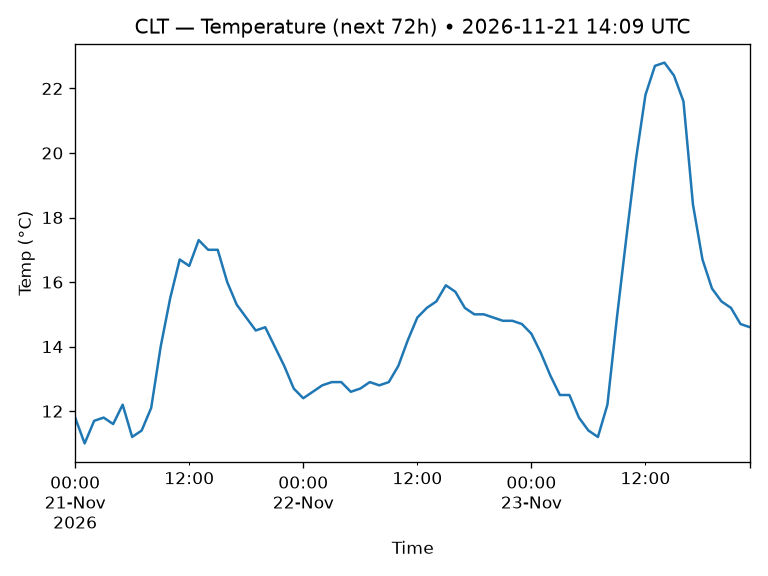 CLT — Temperature (next 72h) • 2026-11-21 14:09 UTC
Temp (°C)
22
20
18
16
14
12
00:00 12:00 00:00 12:00 00:00 12:00
21-Nov 22-Nov 23-Nov
2026
Time